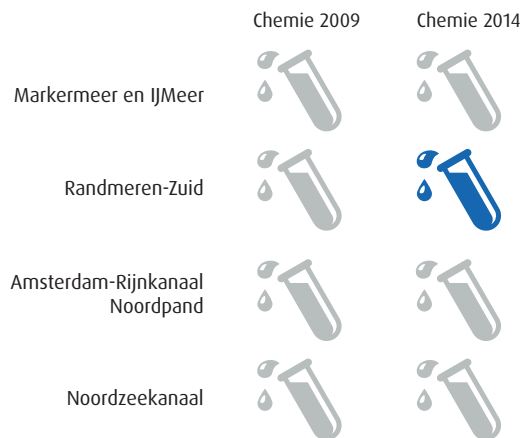 Chemie 2009 Chemie 2014
Markermeer en IJMeer
Randmeren-Zuid
Amsterdam-Rijnkanaal
Noordpand
Noordzeekanaal